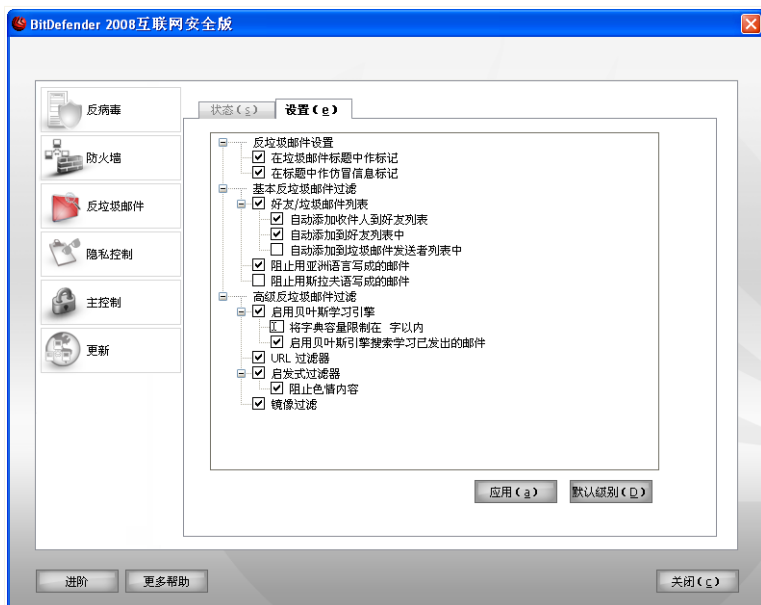 BitDefender 2008互联网安全版
反病毒
防火墙
反垃圾邮件
隐私控制
主控制
更新
状态(s)
设置(e)
反垃圾邮件设置
在垃圾邮件标题中作标记
在标题中作仿冒信息标记
基本反垃圾邮件过滤
好友/垃圾邮件列表
自动添加收件人到好友列表
自动添加到好友列表中
自动添加到垃圾邮件发送者列表中
阻止用亚洲语言写成的邮件
阻止用斯拉夫语写成的邮件
高级反垃圾邮件过滤
启用贝叶斯学习引擎
将字典容量限制在 字以内
启用贝叶斯引擎搜索学习已发出的邮件
URL 过滤器
启发式过滤器
阻止色情内容
镜像过滤
应用(a)
默认级别(D)
进阶
更多帮助
关闭(c)